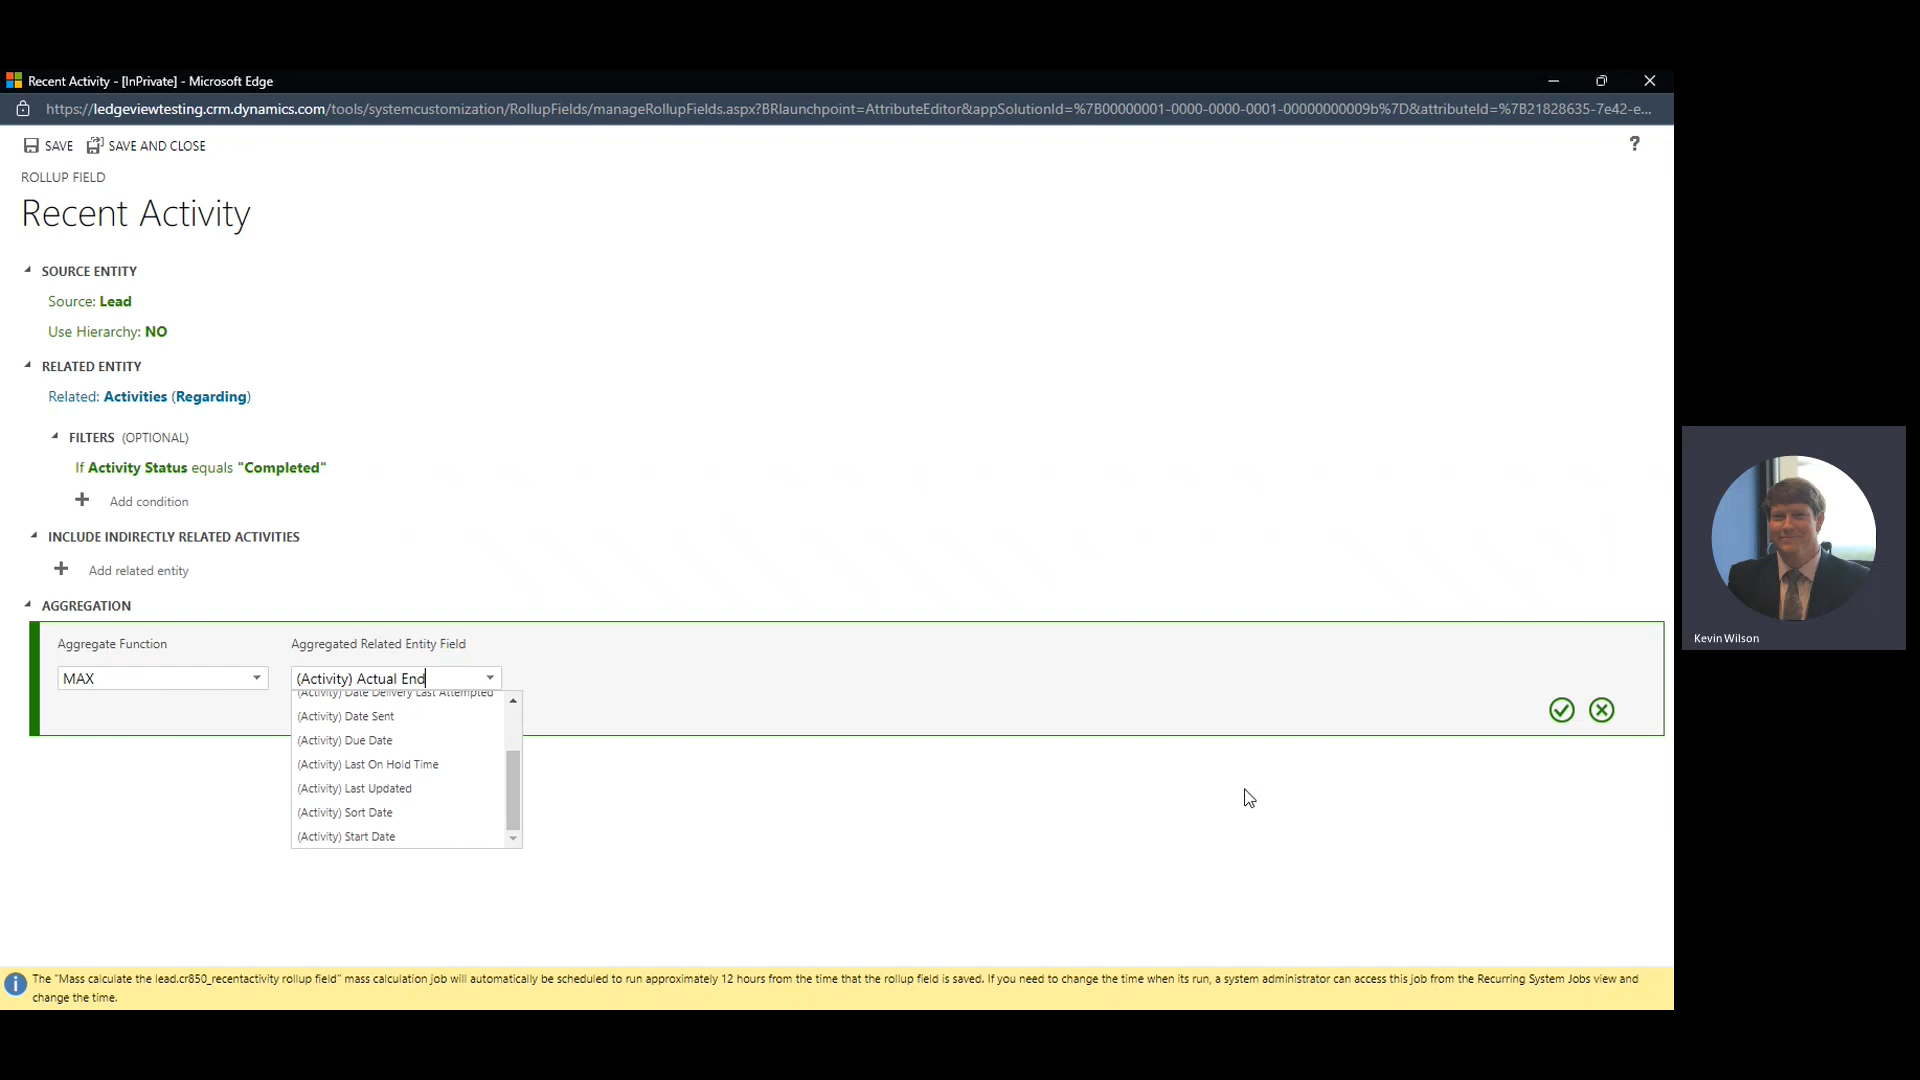 Recent Activity - [InPrivate] - Microsoft Edge
https://ledgeviewtesting.crm.dynamics.com/tools/systemcustomization/RollupFields/manageRollupFields.aspx?BRlaunchpoint=AttributeEditor&appSolutionId=%7B00000001-0000-0000-0001-00000000009b%7D&attributeId=%7B21828635-7e42-e...
SAVE SAVE AND CLOSE ?
ROLLUP FIELD
Recent Activity
SOURCE ENTITY
Source: Lead
Use Hierarchy: NO
RELATED ENTITY
Related: Activities (Regarding)
FILTERS (OPTIONAL)
If Activity Status equals "Completed"
Add condition
INCLUDE INDIRECTLY RELATED ACTIVITIES
Add related entity
AGGREGATION
Aggregate Function Aggregated Related Entity Field
MAX (Activity) Actual End
(Activity) Date Delivery Last Attempted
(Activity) Date Sent
(Activity) Due Date
(Activity) Last On Hold Time
(Activity) Last Updated
(Activity) Sort Date
(Activity) Start Date
The "Mass calculate the lead.cr850_recentactivity rollup field" mass calculation job will automatically be scheduled to run approximately 12 hours from the time that the rollup field is saved. If you need to change the time when its run, a system administrator can access this job from the Recurring System Jobs view and
change the time.
Kevin Wilson